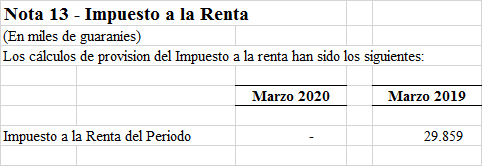 Nota 13 - Impuesto a la Renta
(En miles de guaranies)
Los cálculos de provision del Impuesto a la renta han sido los siguientes:
Marzo 2020 Marzo 2019
Impuesto a la Renta del Periodo - 29.859